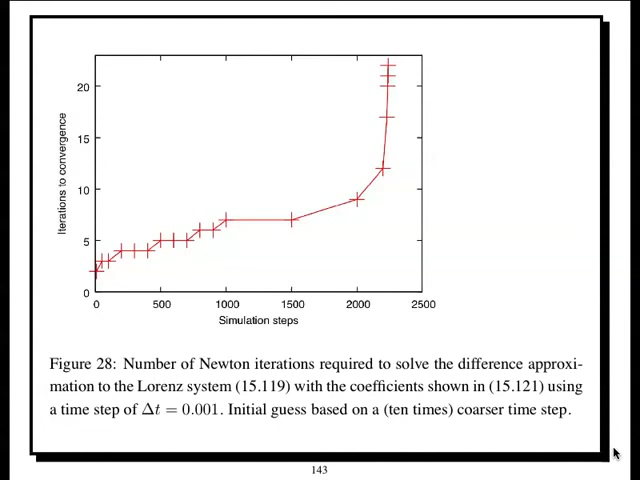 20
15
10
5
0
Iterations to convergence
0 500 1000 1500 2000 2500
Simulation steps
Figure 28: Number of Newton iterations required to solve the difference approxi-
mation to the Lorenz system (15.119) with the coefficients shown in (15.121) using
a time step of Δt = 0.001. Initial guess based on a (ten times) coarser time step.
143